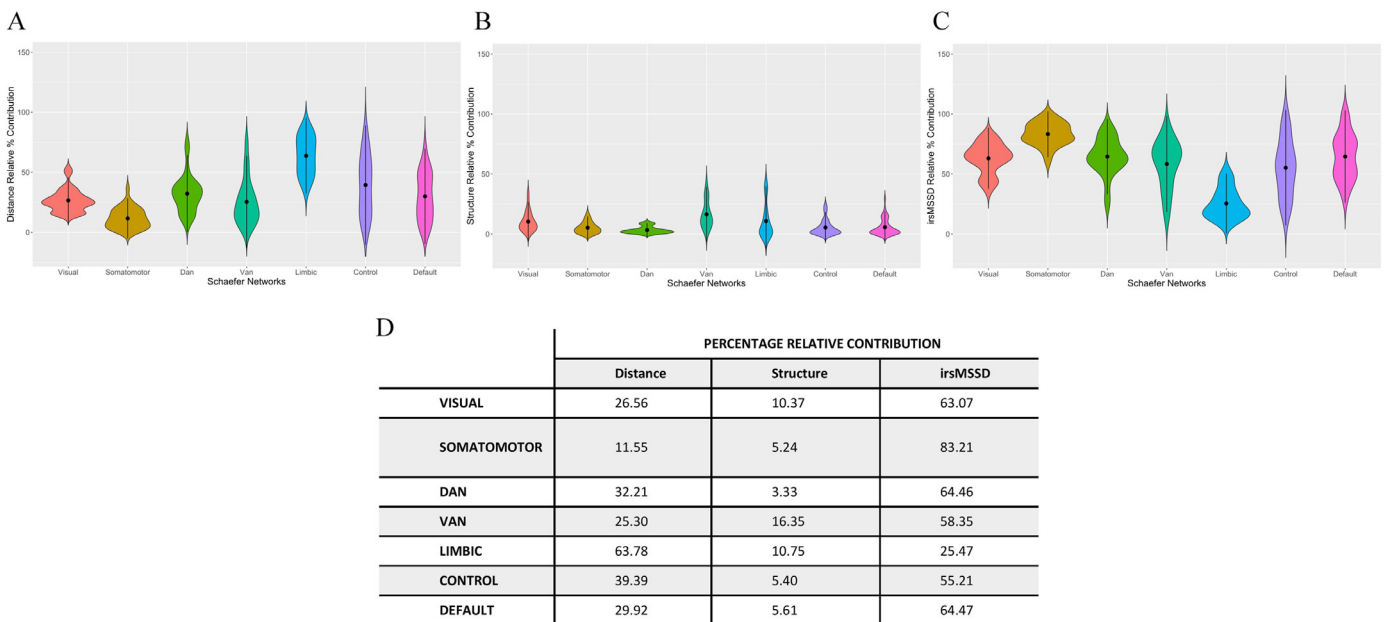 A
Distance Relative % Contribution
150
100
50
0
Visual Somatomotor Dan Van Limbic Control Default
Schaefer Networks
B
Structure Relative % Contribution
150
100
50
0
Visual Somatomotor Dan Van Limbic Control Default
Schaefer Networks
C
irsMSSD Relative % Contribution
150
100
50
0
Visual Somatomotor Dan Van Limbic Control Default
Schaefer Networks
D
PERCENTAGE RELATIVE CONTRIBUTION
Distance Structure irsMSSD
VISUAL 26.56 10.37 63.07
SOMATOMOTOR 11.55 5.24 83.21
DAN 32.21 3.33 64.46
VAN 25.30 16.35 58.35
LIMBIC 63.78 10.75 25.47
CONTROL 39.39 5.40 55.21
DEFAULT 29.92 5.61 64.47